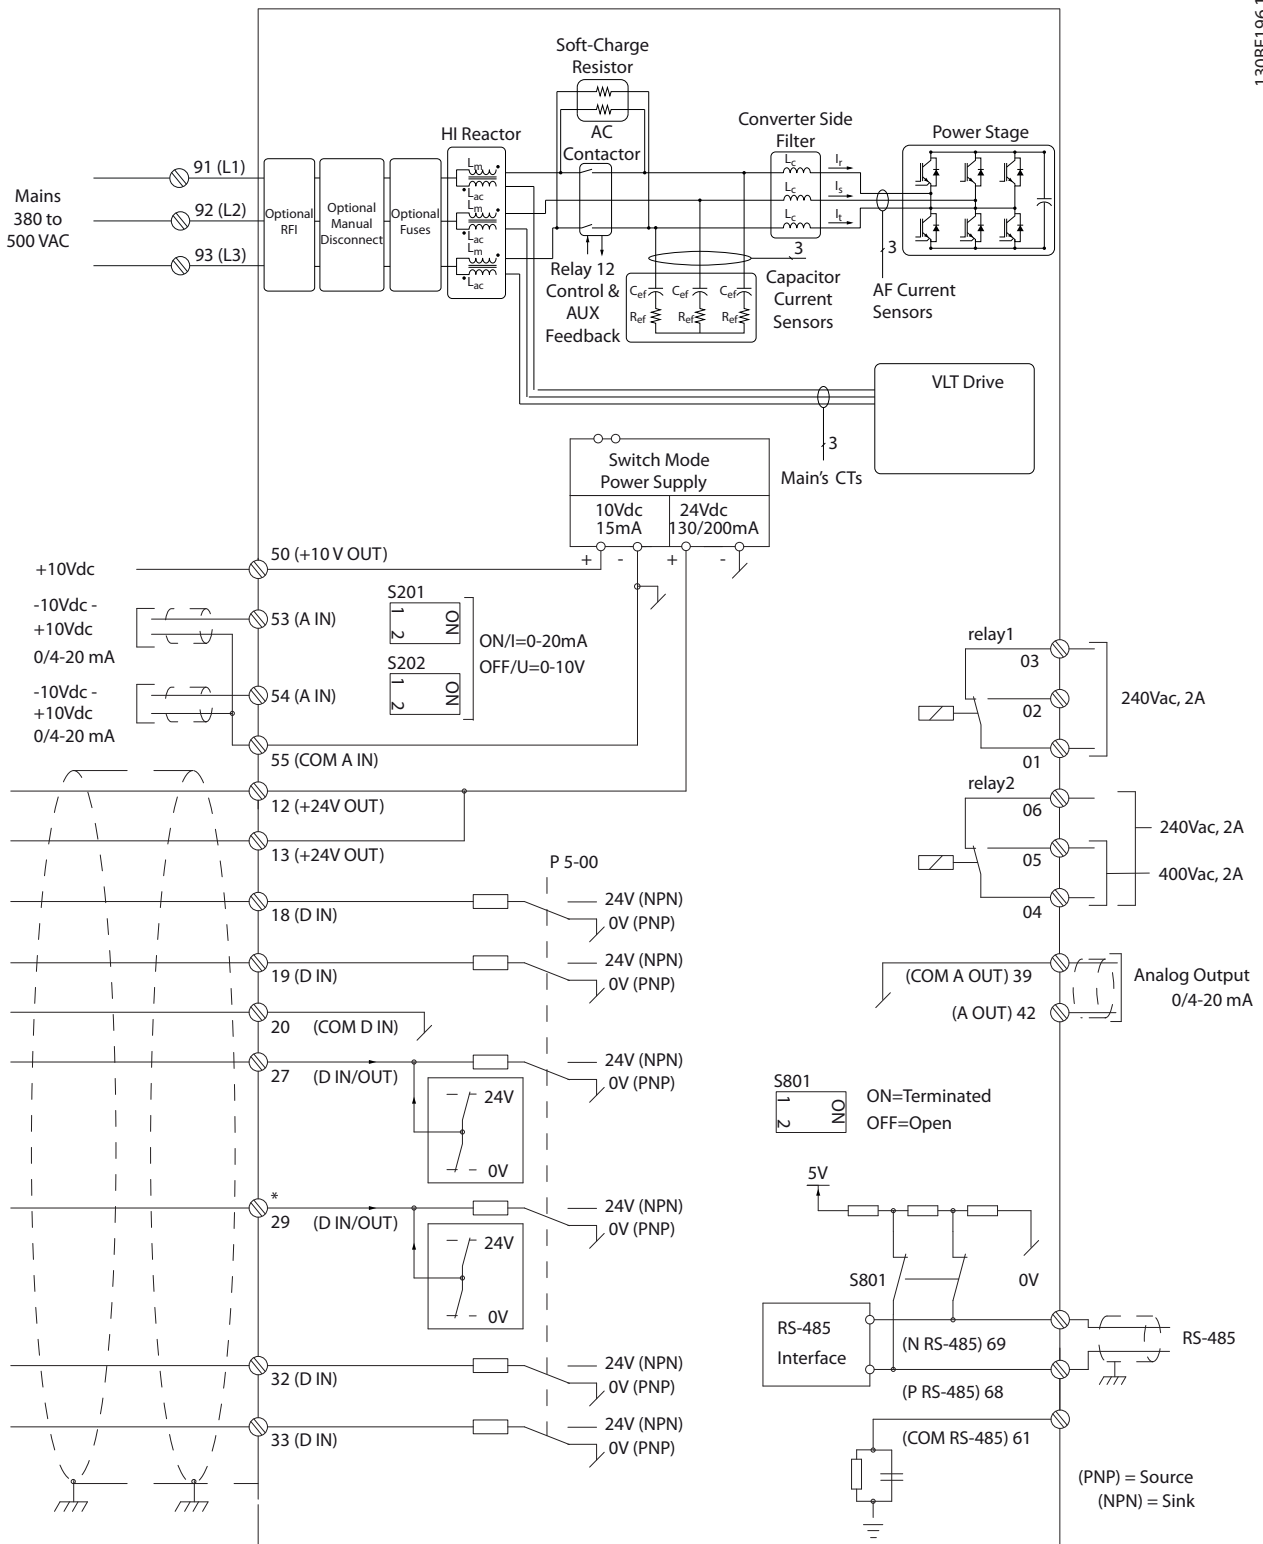 130BE196.1
Soft-Charge
Resistor
AC
Contactor
HI Reactor
Converter Side
Filter
Power Stage
Mains
380 to
500 VAC
91 (L1)
92 (L2)
93 (L3)
Optional
RFI
Optional
Manual
Disconnect
Optional
Fuses
Lm
Lac
Lm
Lac
Lm
Lac
Lc
Lc
Lc
Ir
Is
It
3
3
Relay 12
Control &
AUX
Feedback
Cef
Cef
Cef
Ref
Ref
Ref
Capacitor
Current
Sensors
AF Current
Sensors
VLT Drive
3
Main's CTs
Switch Mode
Power Supply
10Vdc
15mA
24Vdc
130/200mA
+ - + -
+10Vdc
50 (+10 V OUT)
-10Vdc -
+10Vdc
0/4-20 mA
53 (A IN)
S201
1
2
ON
ON/I=0-20mA
OFF/U=0-10V
S202
1
2
ON
-10Vdc -
+10Vdc
0/4-20 mA
54 (A IN)
55 (COM A IN)
12 (+24V OUT)
13 (+24V OUT)
relay1
03
02
01
240Vac, 2A
relay2
06
05
04
240Vac, 2A
400Vac, 2A
P 5-00
18 (D IN)
24V (NPN)
0V (PNP)
19 (D IN)
24V (NPN)
0V (PNP)
20 (COM D IN)
27 (D IN/OUT)
24V (NPN)
0V (PNP)
24V
0V
*
29 (D IN/OUT)
24V (NPN)
0V (PNP)
24V
0V
32 (D IN)
24V (NPN)
0V (PNP)
33 (D IN)
24V (NPN)
0V (PNP)
(COM A OUT) 39
(A OUT) 42
Analog Output
0/4-20 mA
S801
1
2
ON
ON=Terminated
OFF=Open
5V
S801
0V
RS-485
Interface
(N RS-485) 69
(P RS-485) 68
(COM RS-485) 61
RS-485
(PNP) = Source
(NPN) = Sink